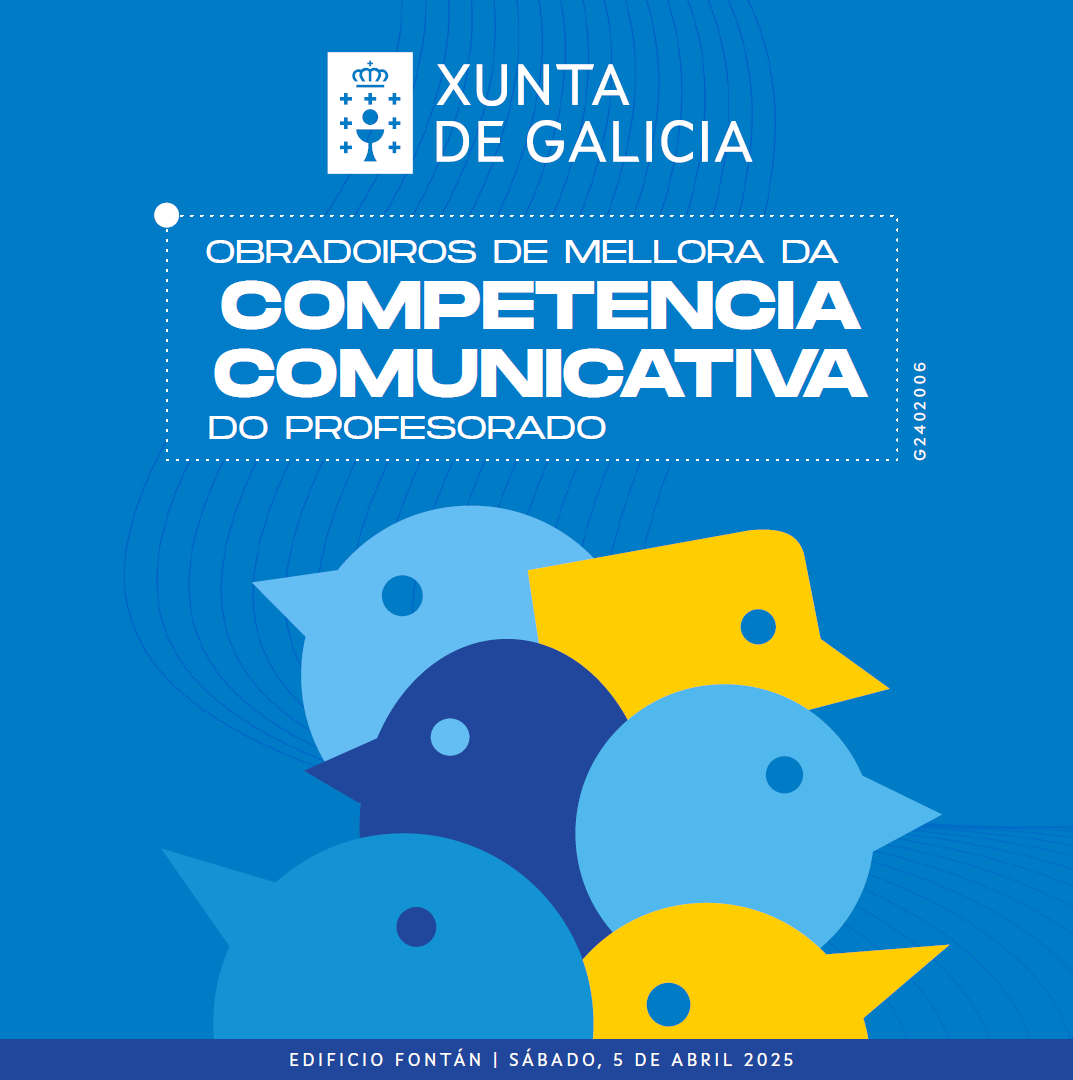 XUNTA
DE GALICIA
OBRADOIROS DE MELLORA DA
COMPETENCIA
COMUNICATIVA
DO PROFESORADO
G2402006
EDIFICIO FONTÁN | SÁBADO, 5 DE ABRIL 2025